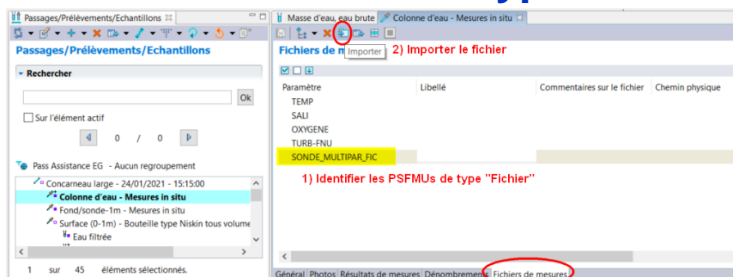 Passages/Prélèvements/Echantillons
Masse d'eau, eau brute
Colonne d'eau - Mesures in situ
Passages/Prélèvements/Echantillons
Fichiers de m
Importer
2) Importer le fichier
Rechercher
Ok
Sur l'élément actif
0 / 0
Pass Assistance EG - Aucun regroupement
Concarneau large - 24/01/2021 - 15:15:00
Colonne d'eau - Mesures in situ
Fond/sonde-1m - Mesures in situ
Surface (0-1m) - Bouteille type Niskin tous volume
Eau filtrée
1 sur 45 éléments sélectionnés.
Paramètre Libellé Commentaires sur le fichier Chemin physique
TEMP
SALI
OXYGENE
TURB-FNU
SONDE_MULTIPAR_FIC
1) Identifier les PSFMUs de type "Fichier"
Général Photos Résultats de mesures Dénombrements Fichiers de mesures